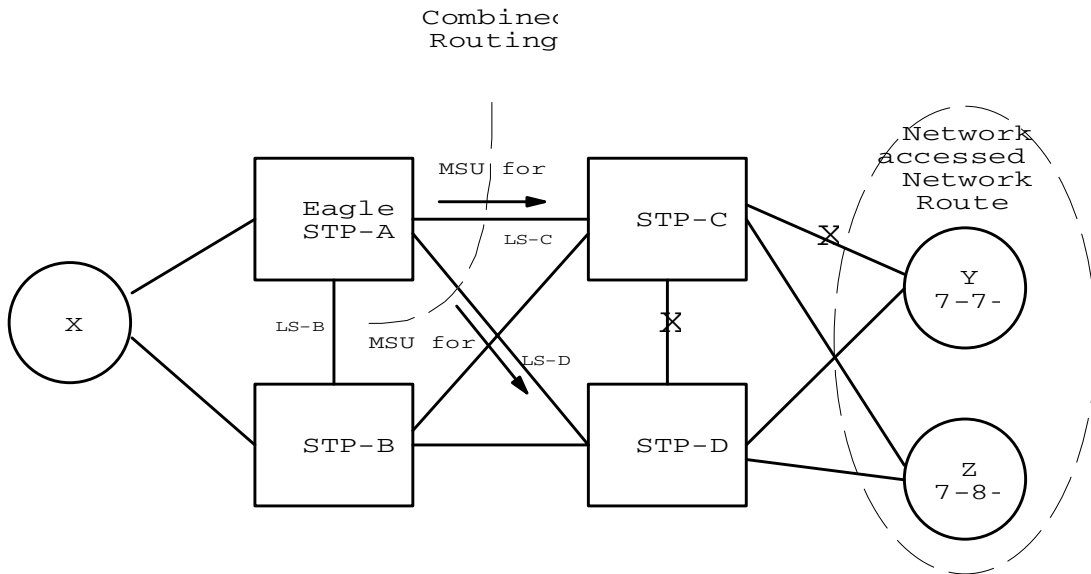 Combined
Routing
Network
accessed
Network
Route
MSU for
Eagle
STP-A
STP-C
LS-C
X
Y
7-7-
X
LS-B
X
MSU for
LS-D
STP-B
STP-D
Z
7-8-